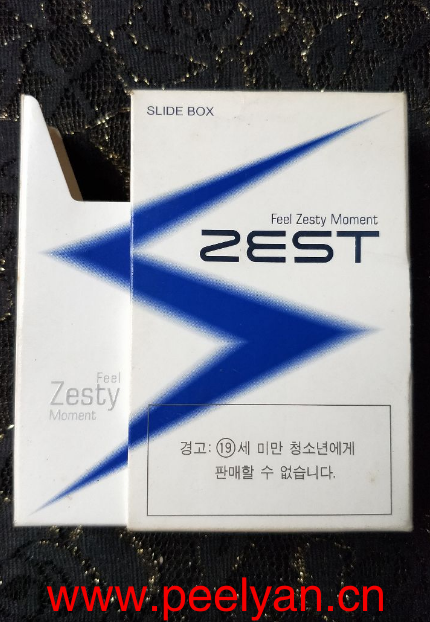 SLIDE BOX
Feel Zesty Moment
ZEST
Feel
Zesty
Moment
경고: ⑲세 미만 청소년에게
판매할 수 없습니다.
www.peelyan.cn